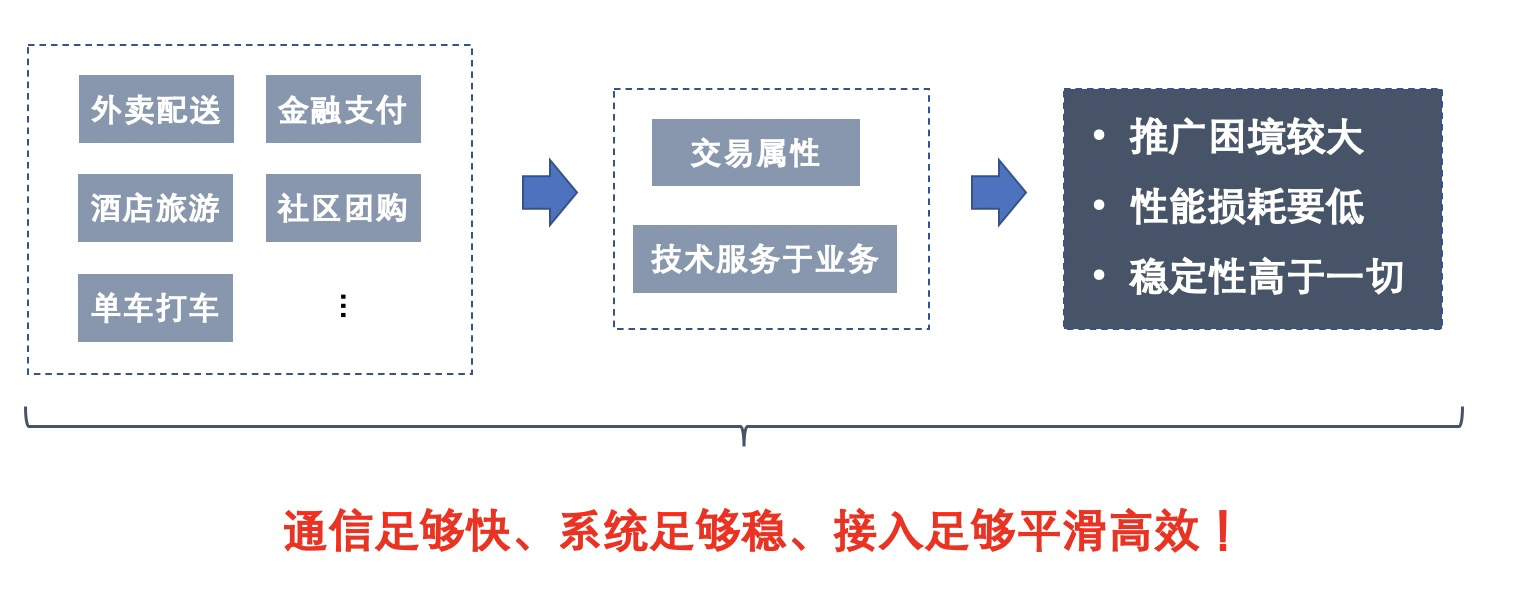 外卖配送
金融支付
酒店旅游
社区团购
单车打车
⋮
交易属性
技术服务于业务
• 推广困境较大
• 性能损耗要低
• 稳定性高于一切
通信足够快、系统足够稳、接入足够平滑高效！